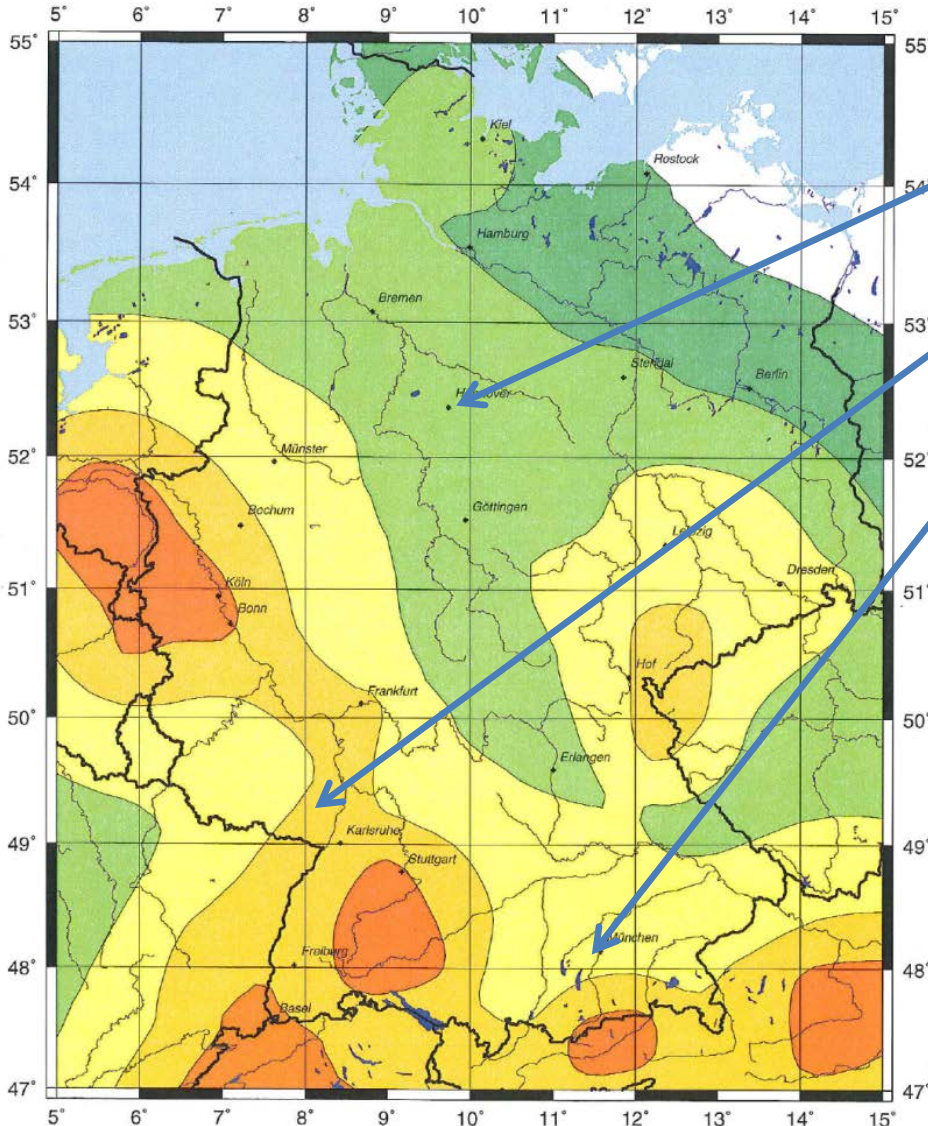 5° 6° 7° 8° 9° 10° 11° 12° 13° 14° 15°
55° 55°
Kiel
Rostock
54° 54°
Hamburg
Bremen
53° 53°
Stendal
Berlin
Hannover
52° Münster 52°
Bochum
Göttingen
Leipzig
51° Dresden 51°
Köln
Bonn
Hof
Frankfurt
50° 50°
Erlangen
49° Karlsruhe 49°
Stuttgart
München
48° Freiburg 48°
Basel
47° 47°
5° 6° 7° 8° 9° 10° 11° 12° 13° 14° 15°